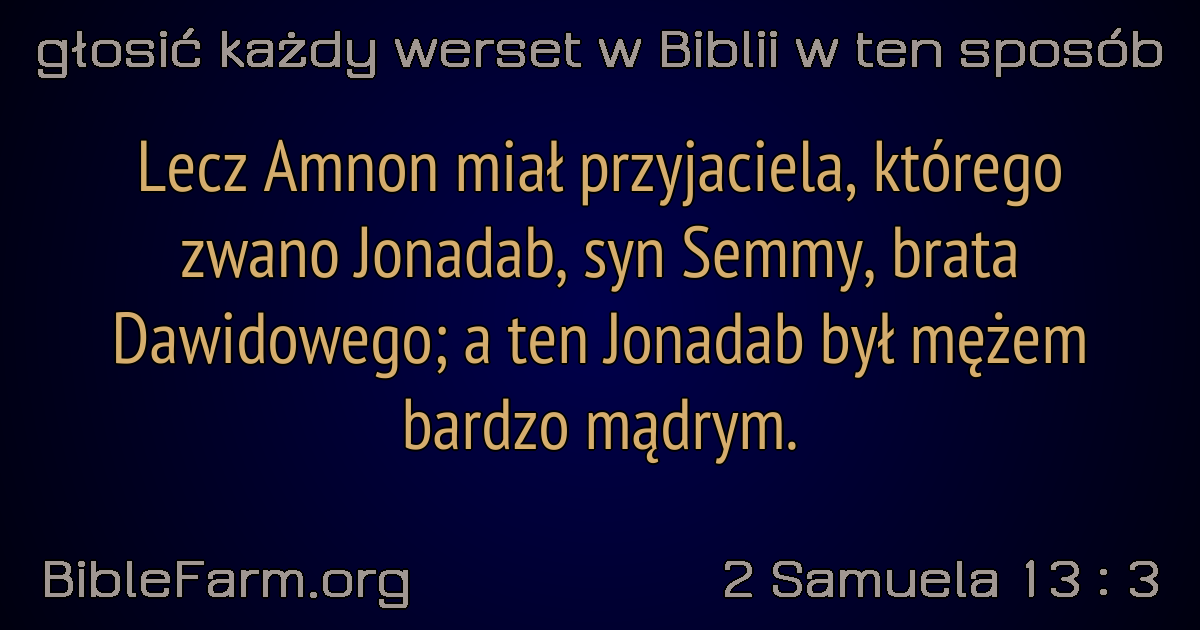 głosić każdy werset w Biblii w ten sposób
Lecz Amnon miał przyjaciela, którego
zwano Jonadab, syn Semmy, brata
Dawidowego; a ten Jonadab był mężem
bardzo mądrym.
BibleFarm.org
2 Samuela 13 : 3